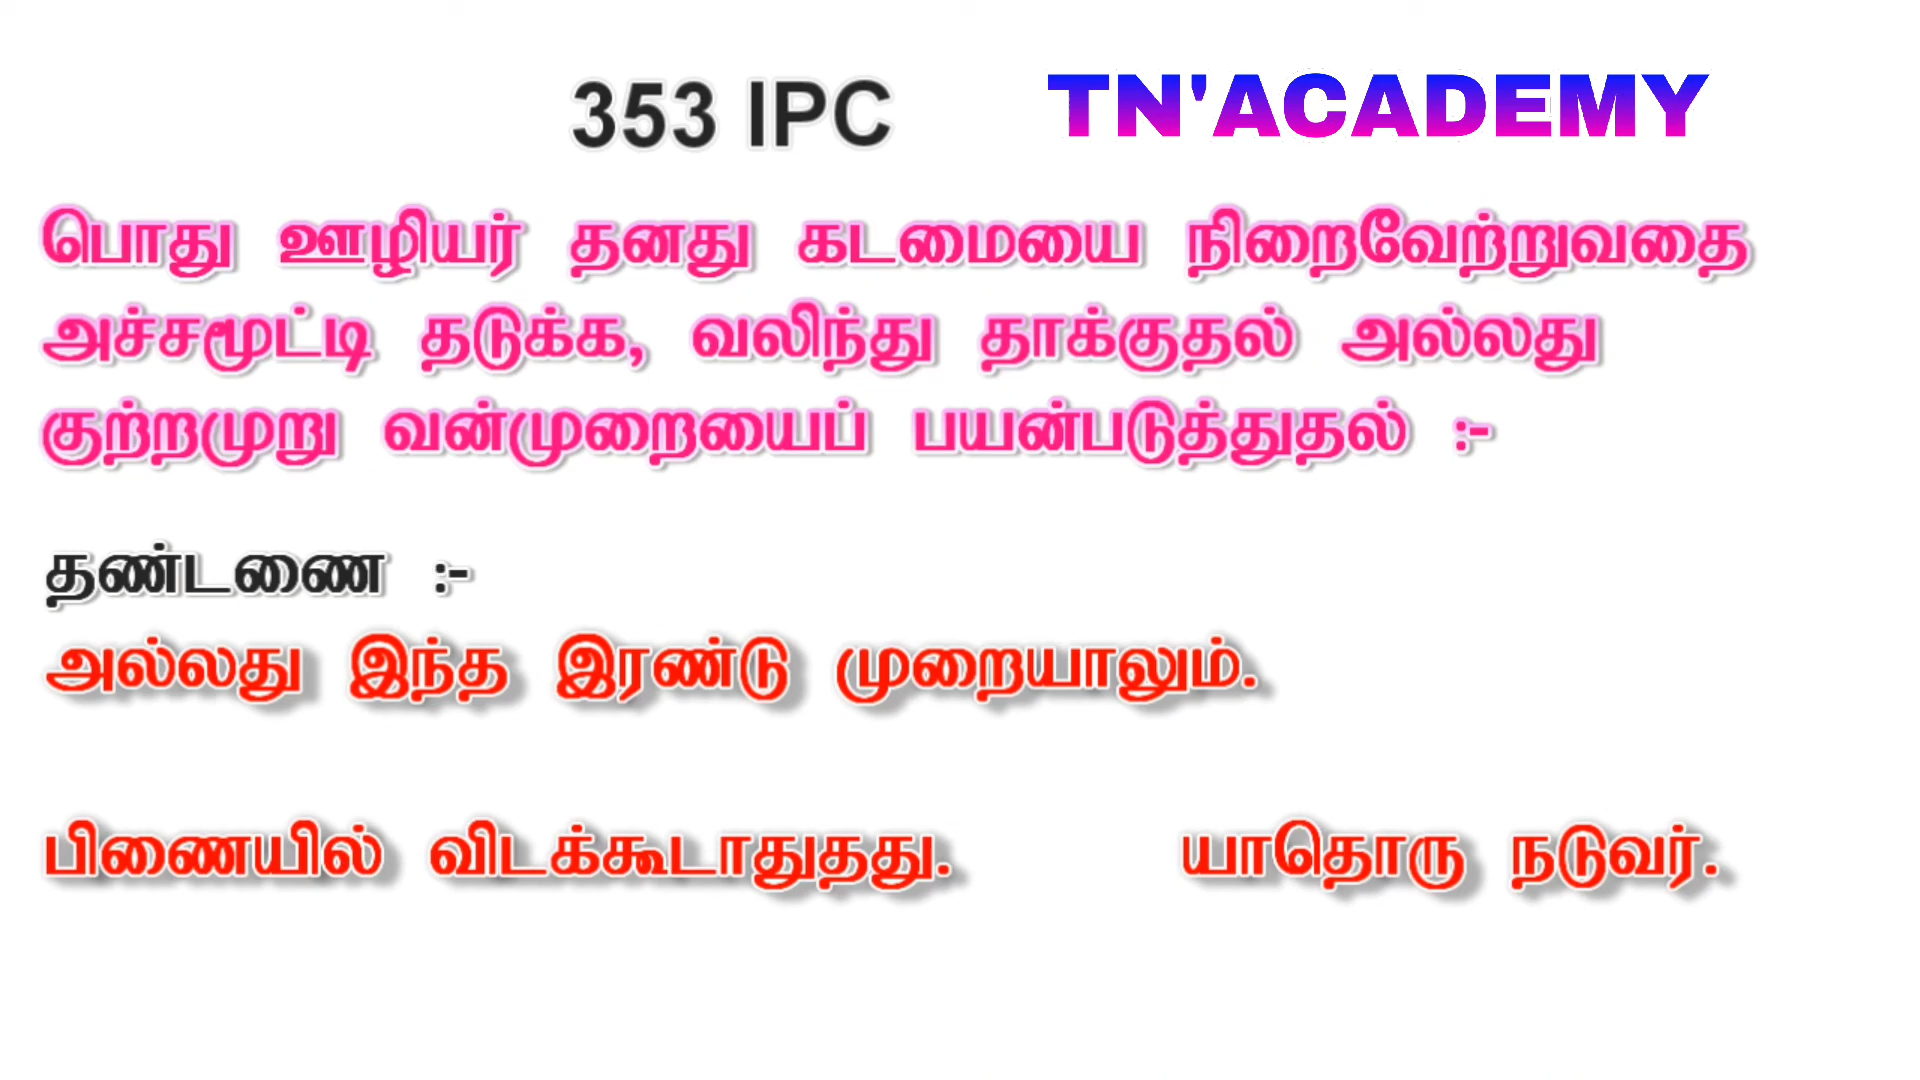 353 IPC TN'ACADEMY
பொது ஊழியர் தனது கடமையை நிறைவேற்றுவதை
அச்சமூட்டி தடுக்க, வலிந்து தாக்குதல் அல்லது
குற்றமுறு வன்முறையைப் பயன்படுத்துதல் :-
தண்டணை :-
அல்லது இந்த இரண்டு முறையாலும்.
பிணையில் விடக்கூடாதுதது. யாதொரு நடுவர்.